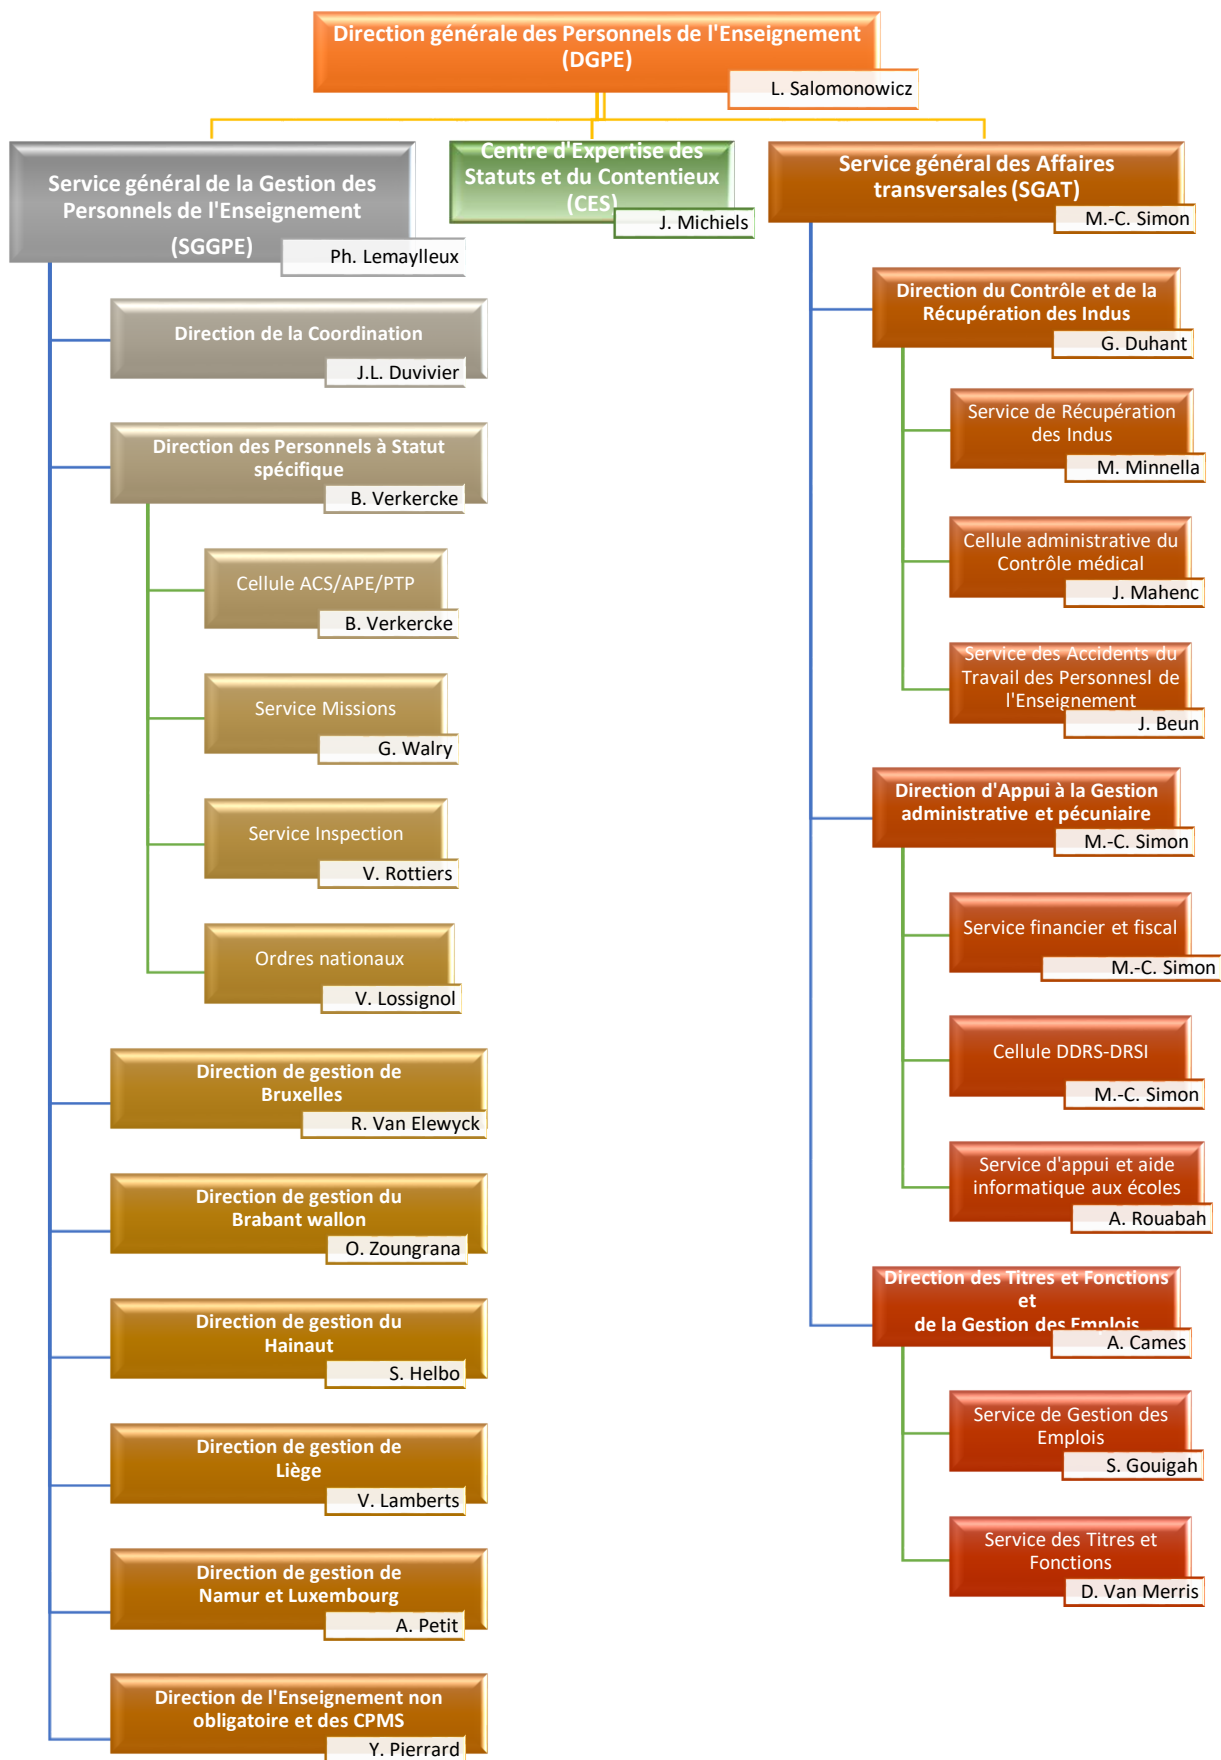 Direction générale des Personnels de l'Enseignement
(DGPE)
L. Salomonowicz
Service général de la Gestion des
Personnels de l'Enseignement
(SGGPE)
Ph. Lemaylleux
Direction de la Coordination
J.L. Duvivier
Direction des Personnels à Statut
spécifique
B. Verkercke
Cellule ACS/APE/PTP
B. Verkercke
Service Missions
G. Walry
Service Inspection
V. Rottiers
Ordres nationaux
V. Lossignol
Direction de gestion de
Bruxelles
R. Van Elewyck
Direction de gestion du
Brabant wallon
O. Zoungrana
Direction de gestion du
Hainaut
S. Helbo
Direction de gestion de
Liège
V. Lamberts
Direction de gestion de
Namur et Luxembourg
A. Petit
Direction de l'Enseignement non
obligatoire et des CPMS
Y. Pierrard
Centre d'Expertise des
Statuts et du Contentieux
(CES)
J. Michiels
Service général des Affaires
transversales (SGAT)
M.-C. Simon
Direction du Contrôle et de la
Récupération des Indus
G. Duhant
Service de Récupération
des Indus
M. Minnella
Cellule administrative du
Contrôle médical
J. Mahenc
Service des Accidents du
Travail des Personnesl de
l'Enseignement
J. Beun
Direction d'Appui à la Gestion
administrative et pécuniaire
M.-C. Simon
Service financier et fiscal
M.-C. Simon
Cellule DDRS-DRSI
M.-C. Simon
Service d'appui et aide
informatique aux écoles
A. Rouabah
Direction des Titres et Fonctions
et
de la Gestion des Emplois
A. Cames
Service de Gestion des
Emplois
S. Gouigah
Service des Titres et
Fonctions
D. Van Merris